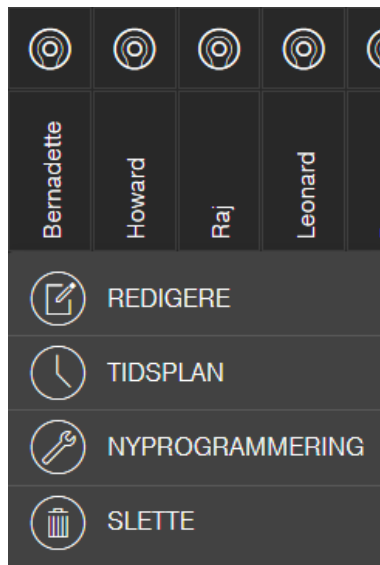 Bernadette
Howard
Raj
Leonard
REDIGERE
TIDSPLAN
NYPROGRAMMERING
SLETTE